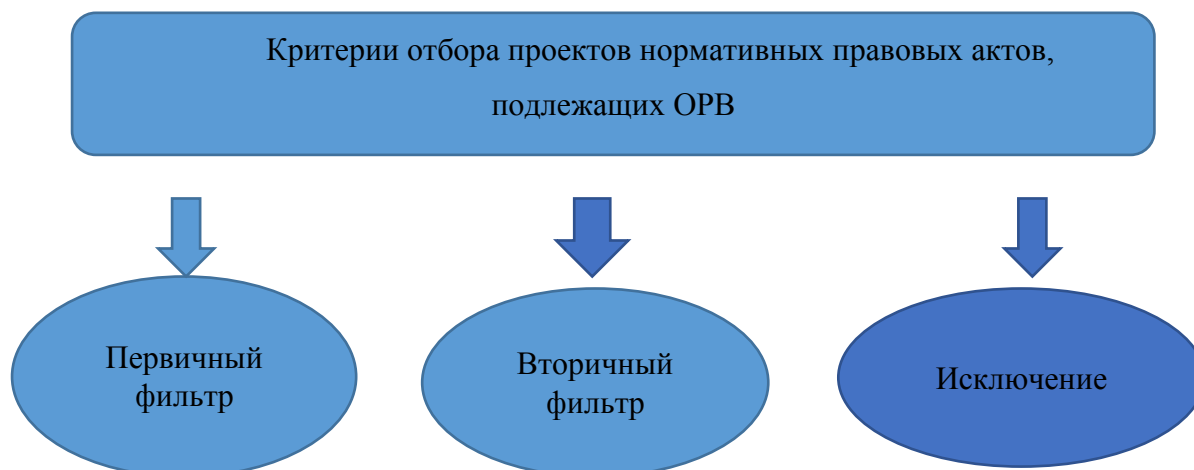 Критерии отбора проектов нормативных правовых актов,
подлежащих ОРВ
Первичный
фильтр
Вторичный
фильтр
Исключение